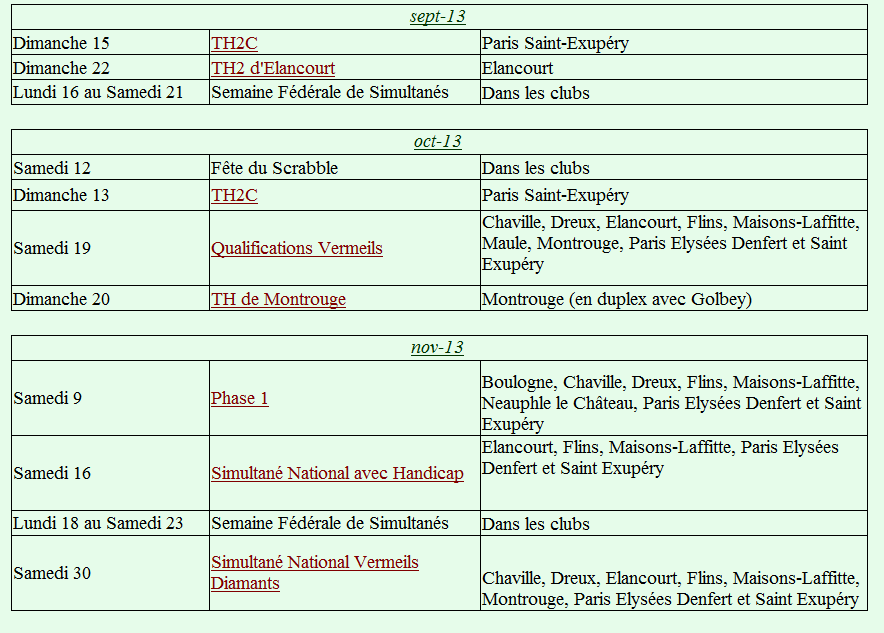 sept-13
Dimanche 15 TH2C Paris Saint-Exupéry
Dimanche 22 TH2 d'Elancourt Elancourt
Lundi 16 au Samedi 21 Semaine Fédérale de Simultanés Dans les clubs
oct-13
Samedi 12 Fête du Scrabble Dans les clubs
Dimanche 13 TH2C Paris Saint-Exupéry
Samedi 19 Qualifications Vermeils Chaville, Dreux, Elancourt, Flins, Maisons-Laffitte,
Maule, Montrouge, Paris Elysées Denfert et Saint
Exupéry
Dimanche 20 TH de Montrouge Montrouge (en duplex avec Golbey)
nov-13
Samedi 9 Phase 1 Boulogne, Chaville, Dreux, Flins, Maisons-Laffitte,
Neauphle le Château, Paris Elysées Denfert et Saint
Exupéry
Samedi 16 Simultané National avec Handicap Elancourt, Flins, Maisons-Laffitte, Paris Elysées
Denfert et Saint Exupéry
Lundi 18 au Samedi 23 Semaine Fédérale de Simultanés Dans les clubs
Samedi 30 Simultané National Vermeils
Diamants Chaville, Dreux, Elancourt, Flins, Maisons-Laffitte,
Montrouge, Paris Elysées Denfert et Saint Exupéry